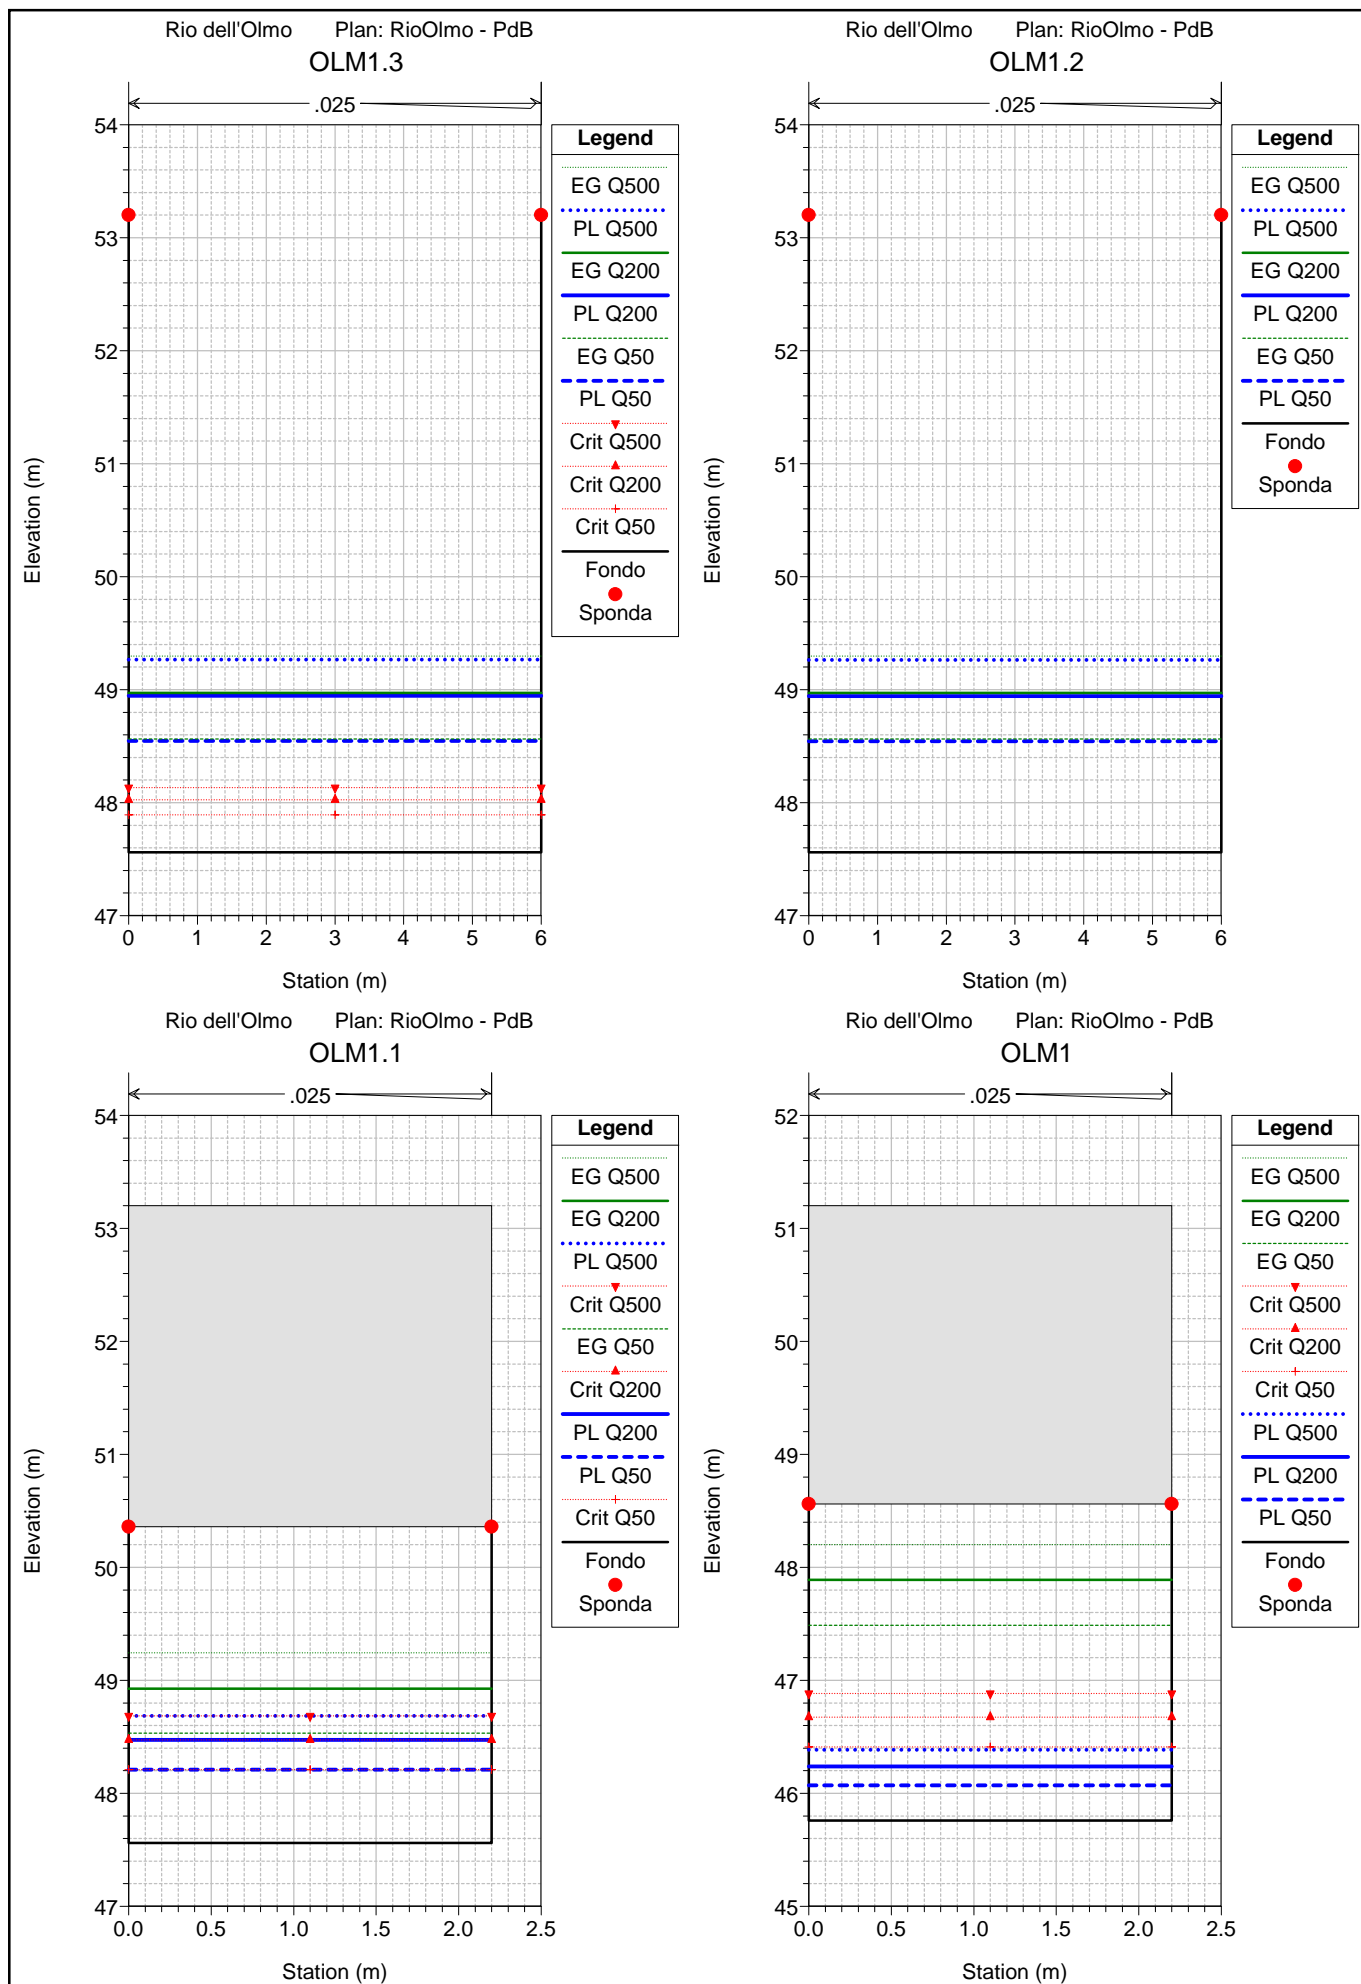 Rio dell'Olmo Plan: RioOlmo - PdB
OLM1.3
.025
54
53
52
51
50
49
48
47
0 1 2 3 4 5 6
Elevation (m)
Station (m)
Legend
EG Q500
PL Q500
EG Q200
PL Q200
EG Q50
PL Q50
Crit Q500
Crit Q200
Crit Q50
Fondo
Sponda
Rio dell'Olmo Plan: RioOlmo - PdB
OLM1.2
.025
54
53
52
51
50
49
48
47
0 1 2 3 4 5 6
Elevation (m)
Station (m)
Legend
EG Q500
PL Q500
EG Q200
PL Q200
EG Q50
PL Q50
Fondo
Sponda
Rio dell'Olmo Plan: RioOlmo - PdB
OLM1.1
.025
54
53
52
51
50
49
48
47
0.0 0.5 1.0 1.5 2.0 2.5
Elevation (m)
Station (m)
Legend
EG Q500
EG Q200
PL Q500
Crit Q500
EG Q50
Crit Q200
PL Q200
PL Q50
Crit Q50
Fondo
Sponda
Rio dell'Olmo Plan: RioOlmo - PdB
OLM1
.025
52
51
50
49
48
47
46
45
0.0 0.5 1.0 1.5 2.0 2.5
Elevation (m)
Station (m)
Legend
EG Q500
EG Q200
EG Q50
Crit Q500
Crit Q200
Crit Q50
PL Q500
PL Q200
PL Q50
Fondo
Sponda